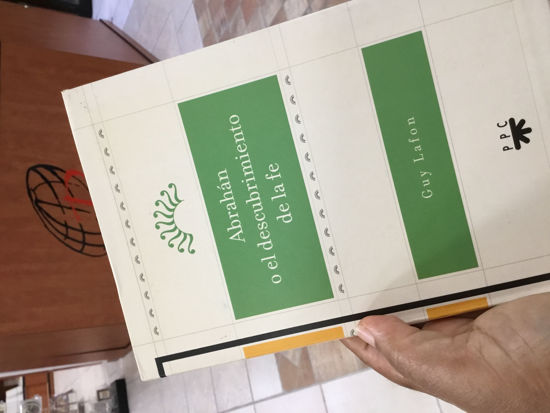 Abrahán
o el descubrimiento
de la fe
Guy Lafon
PPC